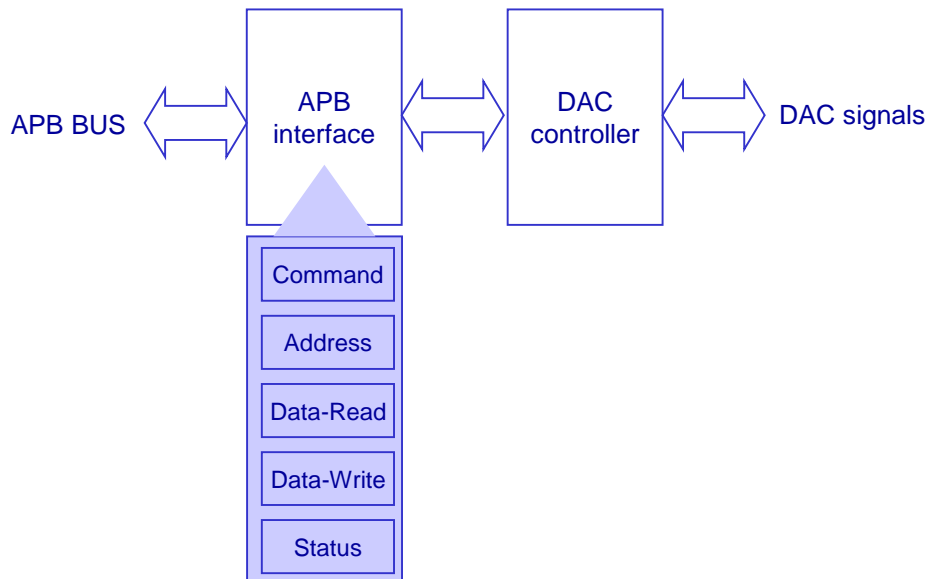 APB BUS
APB
interface
DAC
controller
DAC signals
Command
Address
Data-Read
Data-Write
Status